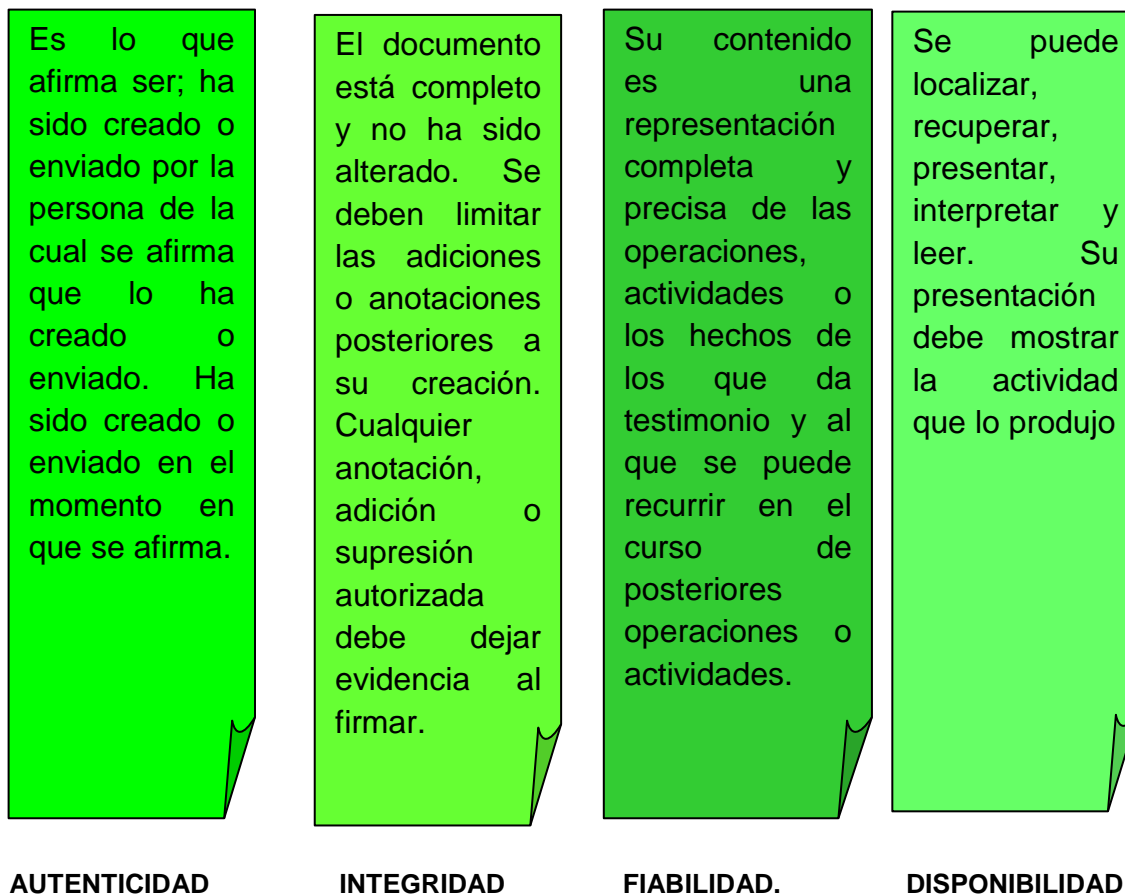 Es lo que
afirma ser; ha
sido creado o
enviado por la
persona de la
cual se afirma
que lo ha
creado o
enviado. Ha
sido creado o
enviado en el
momento en
que se afirma.
El documento
está completo
y no ha sido
alterado. Se
deben limitar
las adiciones
o anotaciones
posteriores a
su creación.
Cualquier
anotación,
adición o
supresión
autorizada
debe dejar
evidencia al
firmar.
Su contenido
es una
representación
completa y
precisa de las
operaciones,
actividades o
los hechos de
los que da
testimonio y al
que se puede
recurrir en el
curso de
posteriores
operaciones o
actividades.
Se puede
localizar,
recuperar,
presentar,
interpretar y
leer. Su
presentación
debe mostrar
la actividad
que lo produjo
AUTENTICIDAD INTEGRIDAD FIABILIDAD. DISPONIBILIDAD